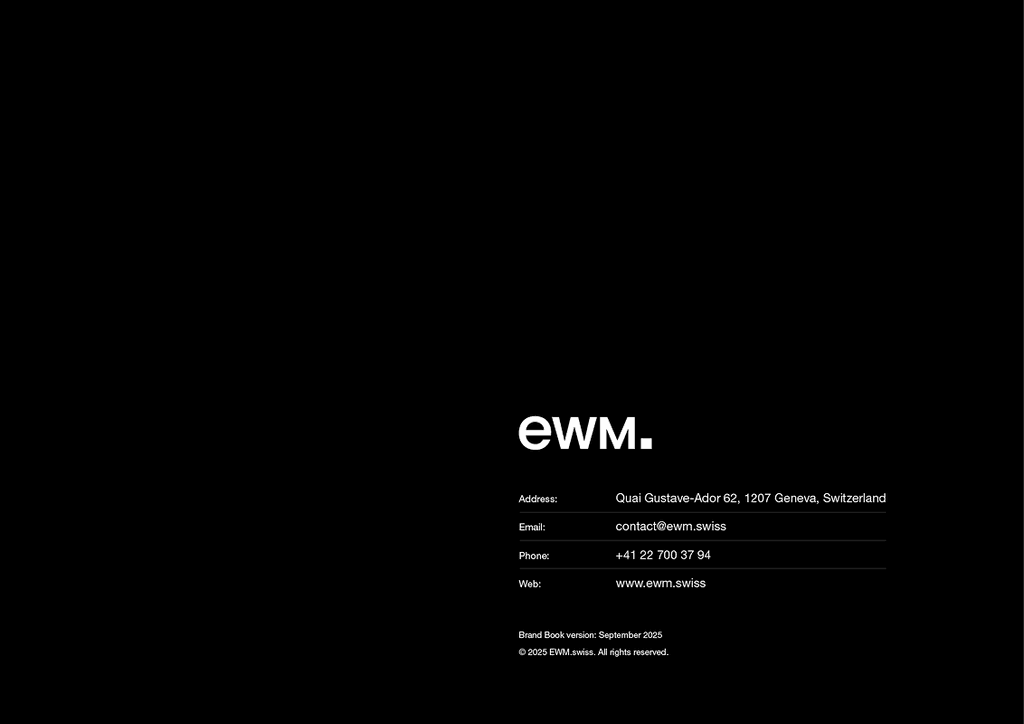 ewm.
Address: Quai Gustave-Ador 62, 1207 Geneva, Switzerland
Email: contact@ewm.swiss
Phone: +41 22 700 37 94
Web: www.ewm.swiss
Brand Book version: September 2025
© 2025 EWM.swiss. All rights reserved.